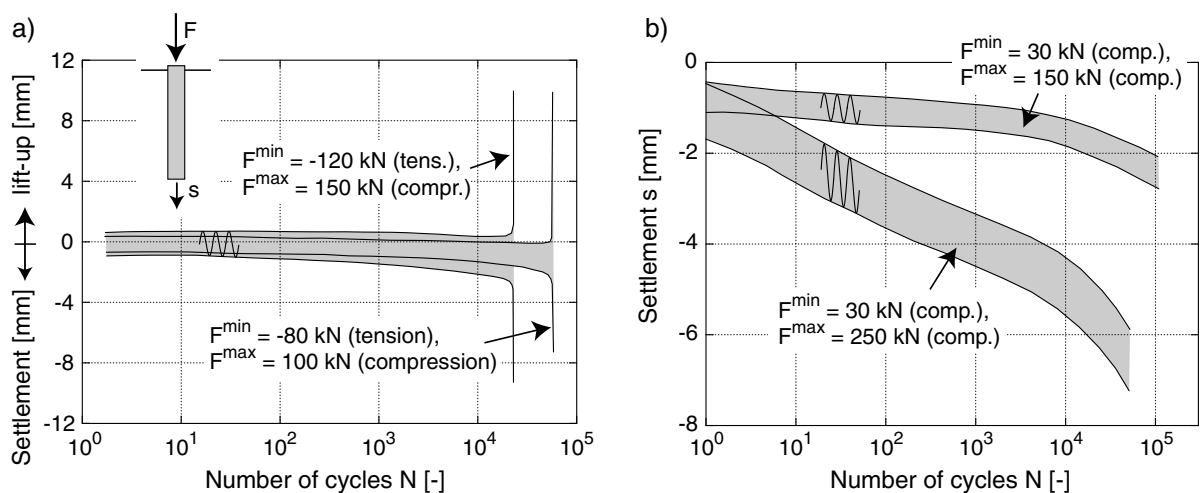 a)
F
12
8
4
0
-4
-8
-12
Settlement [mm] lift-up [mm]
s
F^min = -120 kN (tens.),
F^max = 150 kN (compr.)
F^min = -80 kN (tension),
F^max = 100 kN (compression)
10^0 10^1 10^2 10^3 10^4 10^5
Number of cycles N [-]
b)
0
-2
-4
-6
-8
Settlement s [mm]
F^min = 30 kN (comp.),
F^max = 150 kN (comp.)
F^min = 30 kN (comp.),
F^max = 250 kN (comp.)
10^0 10^1 10^2 10^3 10^4 10^5
Number of cycles N [-]